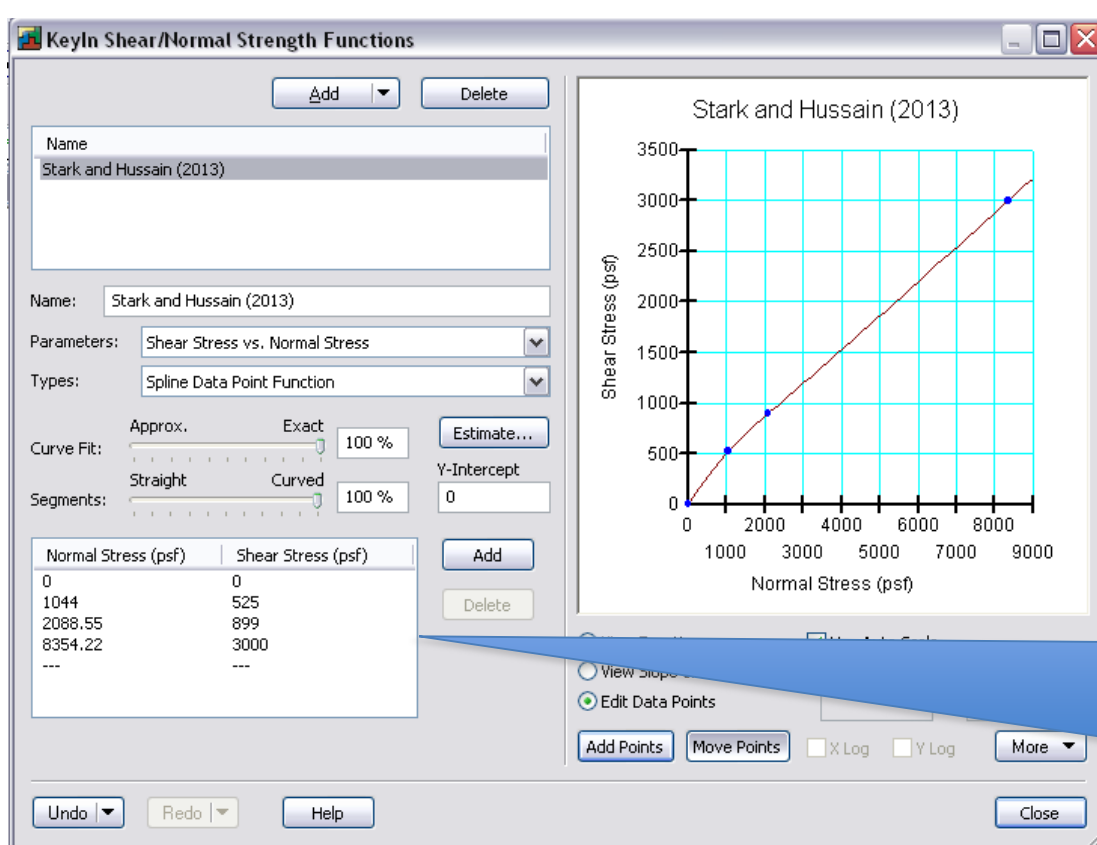 KeyIn Shear/Normal Strength Functions
Add
Delete
Name
Stark and Hussain (2013)
Name: Stark and Hussain (2013)
Parameters: Shear Stress vs. Normal Stress
Types: Spline Data Point Function
Curve Fit: Approx. Exact 100 %
Estimate...
Segments: Straight Curved 100 %
Y-Intercept
0
Normal Stress (psf) Shear Stress (psf)
0 0
1044 525
2088.55 899
8354.22 3000
--- ---
Add
Delete
Stark and Hussain (2013)
Shear Stress (psf)
3500
3000
2500
2000
1500
1000
500
0
0 2000 4000 6000 8000
1000 3000 5000 7000 9000
Normal Stress (psf)
View
Edit Data Points
Add Points
Move Points
X Log
Y Log
More
Undo
Redo
Help
Close